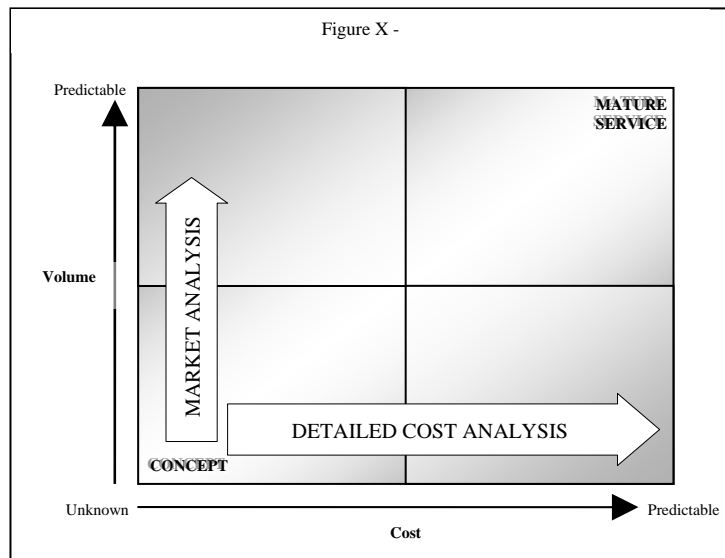 Figure X -
Predictable
MATURE
SERVICE
MARKET ANALYSIS
Volume
DETAILED COST ANALYSIS
CONCEPT
Unknown
Predictable
Cost